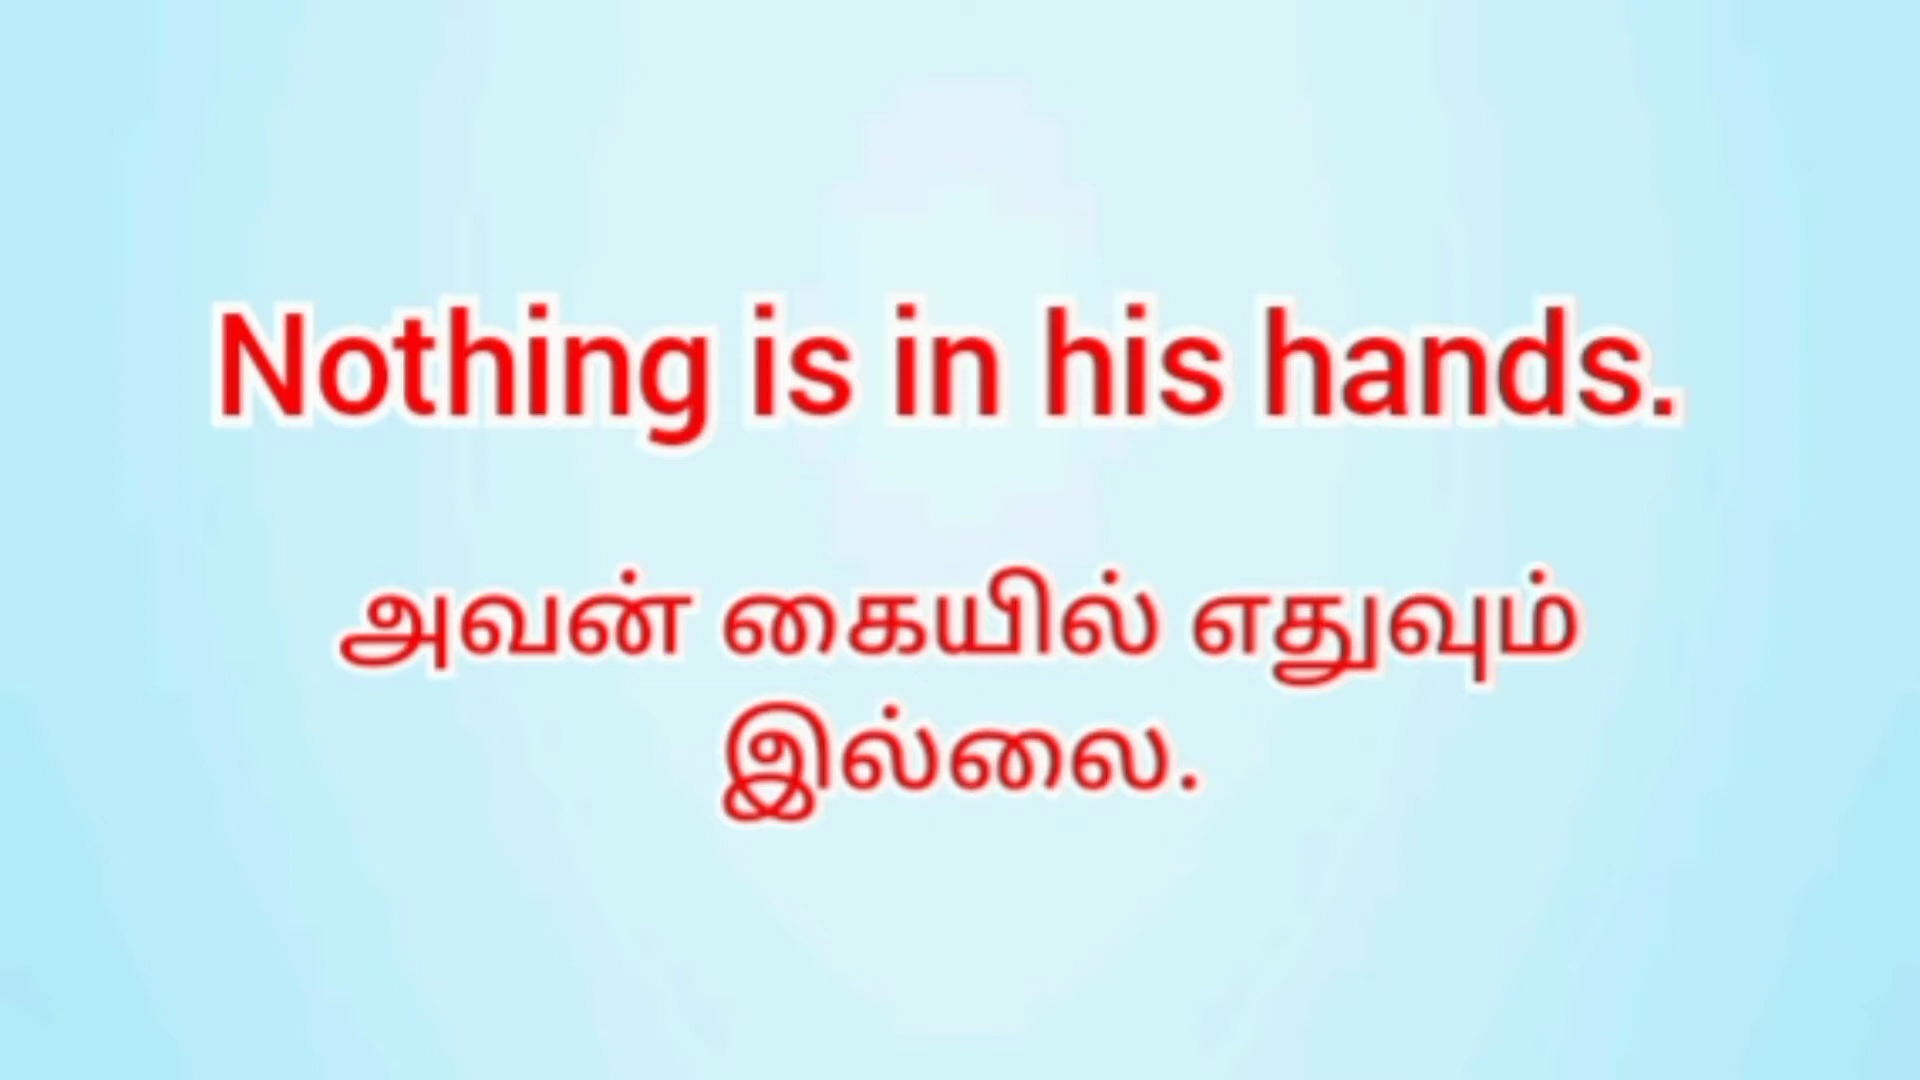 Nothing is in his hands.
அவன் கையில் எதுவும்
இல்லை.